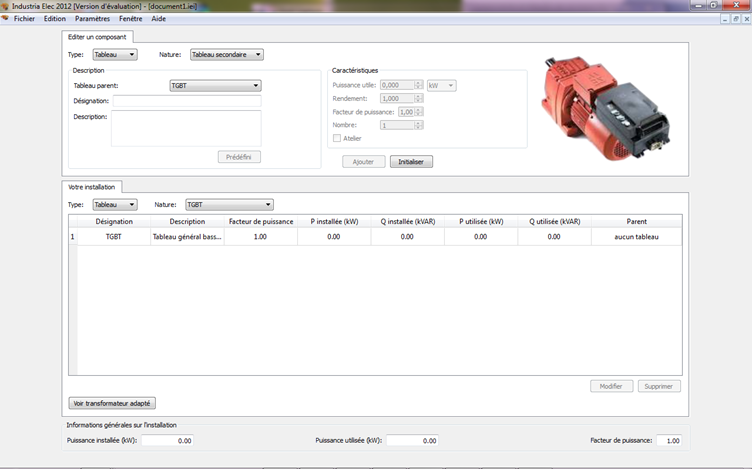 Industria Elec 2012 [Version d'évaluation] - [document1.iei]
Fichier Edition Paramètres Fenêtre Aide
Editer un composant
Type: Tableau Nature: Tableau secondaire
Description
Tableau parent: TGBT
Désignation:
Description:
Prédéfini
Caractéristiques
Puissance utile: 0,000 kW
Rendement: 1,000
Facteur de puissance: 1,00
Nombre: 1
Atelier
Ajouter Initialiser
Votre installation
Type: Tableau Nature: TGBT
Désignation Description Facteur de puissance P installée (kW) Q installée (kVAR) P utilisée (kW) Q utilisée (kVAR) Parent
1 TGBT Tableau général bass... 1.00 0.00 0.00 0.00 0.00 aucun tableau
Modifier Supprimer
Voir transformateur adapté
Informations générales sur l'installation
Puissance installée (kW): 0.00 Puissance utilisée (kW): 0.00 Facteur de puissance: 1.00